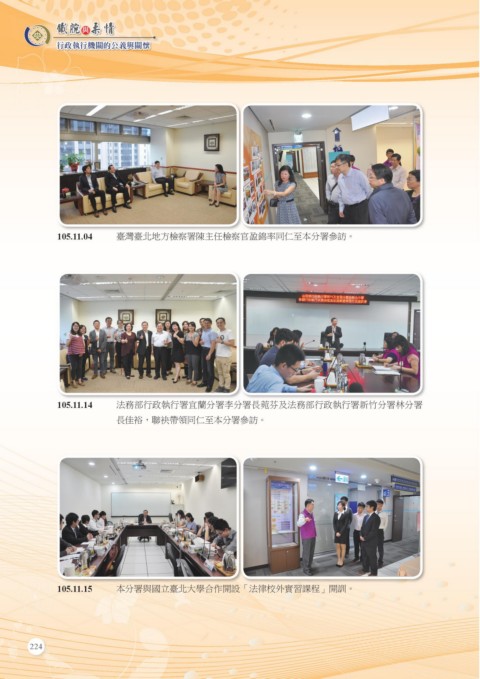 鐵腕與柔情
行政執行機關的公義與關懷
105.11.04 臺灣臺北地方檢察署陳主任檢察官盈錦率同仁至本分署參訪。
105.11.14 法務部行政執行署宜蘭分署李分署長菀芬及法務部行政執行署新竹分署林分署
長佳裕，聯袂帶領同仁至本分署參訪。
105.11.15 本分署與國立臺北大學合作開設「法律校外實習課程」開訓。
224